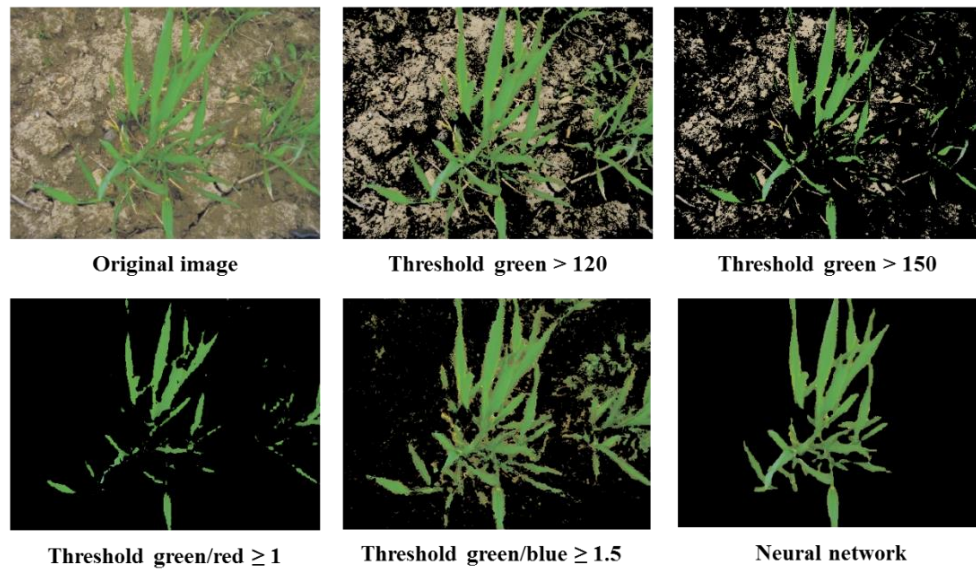 Original image
Threshold green > 120
Threshold green > 150
Threshold green/red ≥ 1
Threshold green/blue ≥ 1.5
Neural network